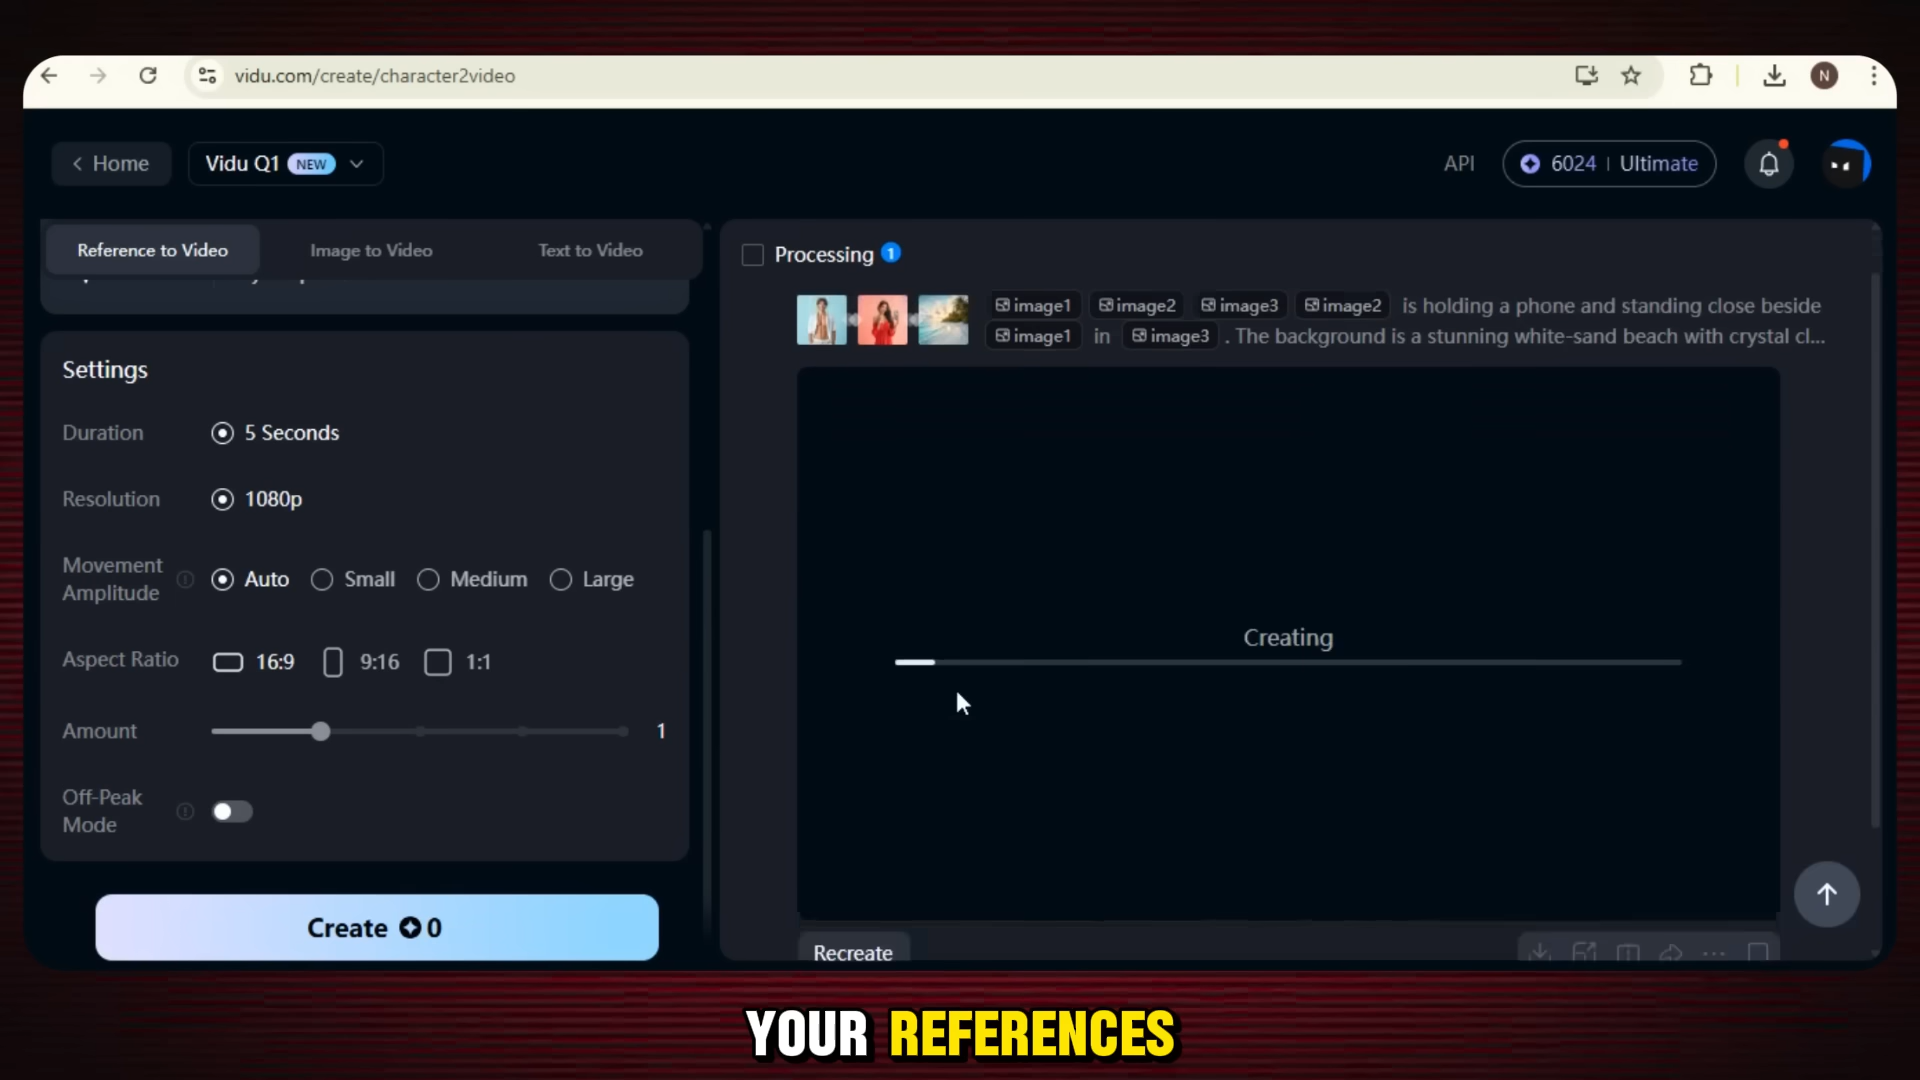 vidu.com/create/character2video
N
Home
Vidu Q1 NEW
API
6024 | Ultimate
Reference to Video
Image to Video
Text to Video
Settings
Duration
5 Seconds
Resolution
1080p
Movement
Amplitude
Auto
Small
Medium
Large
Aspect Ratio
16:9
9:16
1:1
Amount
1
Off-Peak
Mode
Create 0
Processing 1
image1 image2 image3 image2 is holding a phone and standing close beside
image1 in image3 . The background is a stunning white-sand beach with crystal cl...
Creating
Recreate
YOUR REFERENCES